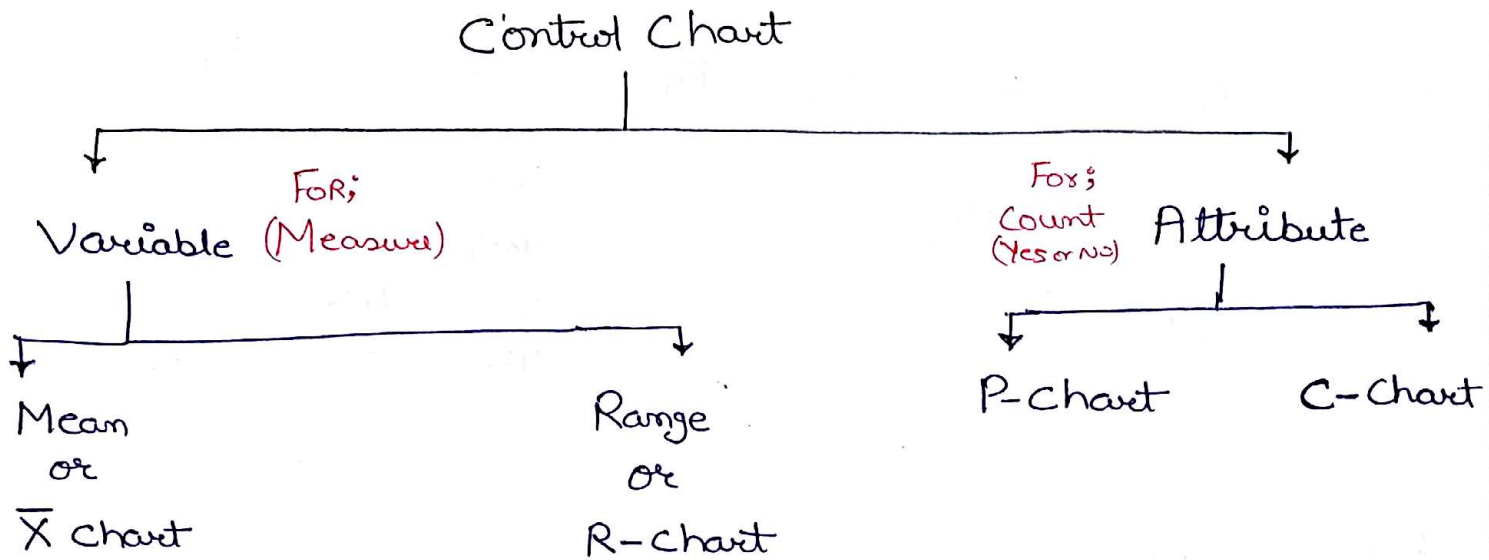 Control Chart
FOR;
Variable (Measure)
For;
Count
(Yes or No)
Attribute
Mean
or
X̅ chart
Range
or
R-chart
P-chart
C-chart